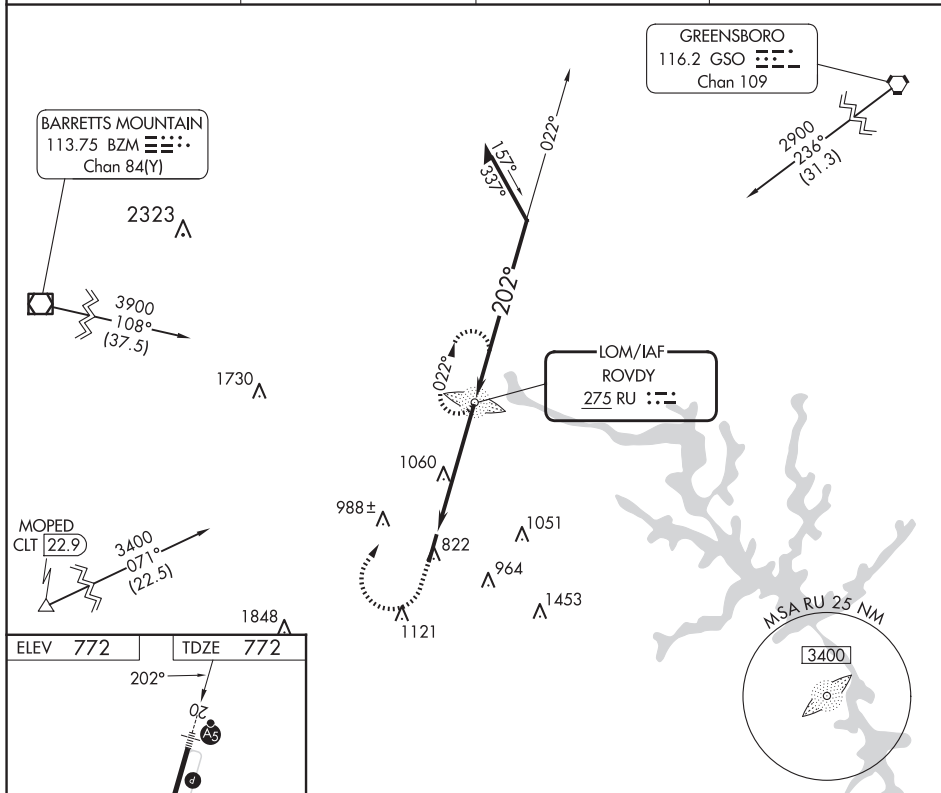 GREENSBORO
116.2 GSO
Chan 109
BARRETTS MOUNTAIN
113.75 BZM
Chan 84(Y)
2900
236°
(31.3)
022°
157°
337°
2323
202°
3900
108°
(37.5)
022°
LOM/IAF
ROVDY
275 RU
1730
1060
988±
1051
822
964
1453
1121
1848
MOPED
CLT 22.9
3400
071°
(22.5)
MSA RU 25 NM
3400
ELEV 772
TDZE 772
202°
20
A5
P